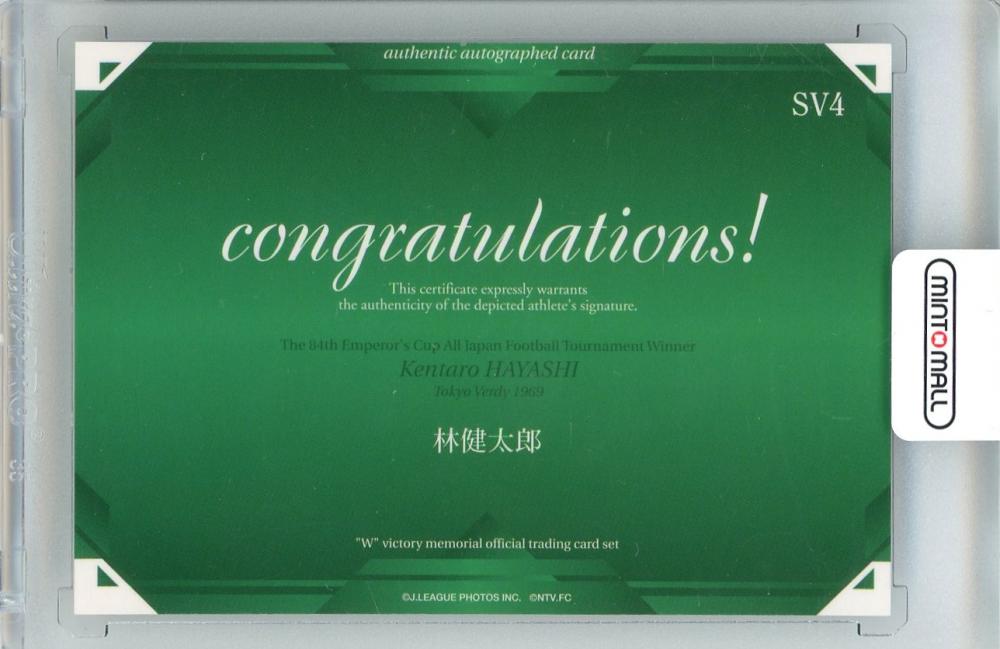 authentic autographed card
SV4
congratulations!
This certificate expressly warrants
the authenticity of the depicted athlete's signature.
The 84th Emperor's Cup All Japan Football Tournament Winner
Kentaro HAYASHI
Tokyo Verdy 1969
林健太郎
"W" victory memorial official trading card set
©J.LEAGUE PHOTOS INC. ©NTV.FC
MINT MALL